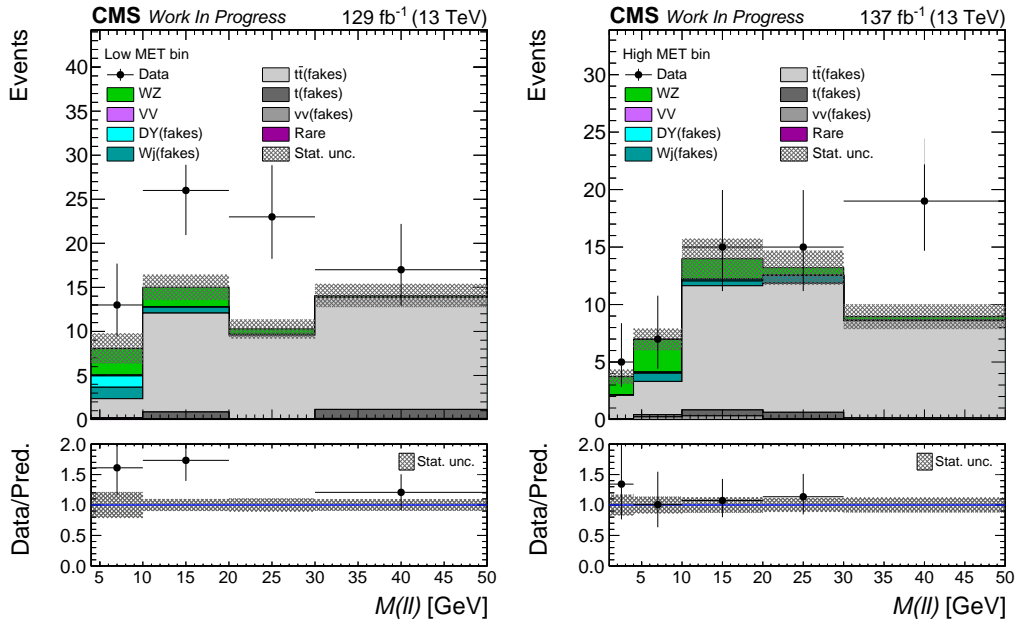 CMS Work In Progress 129 fb⁻¹ (13 TeV)
Events
Low MET bin
Data
WZ
VV
DY(fakes)
Wj(fakes)
tt̄(fakes)
t(fakes)
vv(fakes)
Rare
Stat. unc.
40
35
30
25
20
15
10
5
0
Data/Pred.
Stat. unc.
2.0
1.5
1.0
0.5
0.0
5 10 15 20 25 30 35 40 45 50
M(ll) [GeV]
CMS Work In Progress 137 fb⁻¹ (13 TeV)
Events
High MET bin
Data
WZ
VV
DY(fakes)
Wj(fakes)
tt̄(fakes)
t(fakes)
vv(fakes)
Rare
Stat. unc.
30
25
20
15
10
5
0
Data/Pred.
Stat. unc.
2.0
1.5
1.0
0.5
0.0
5 10 15 20 25 30 35 40 45 50
M(ll) [GeV]